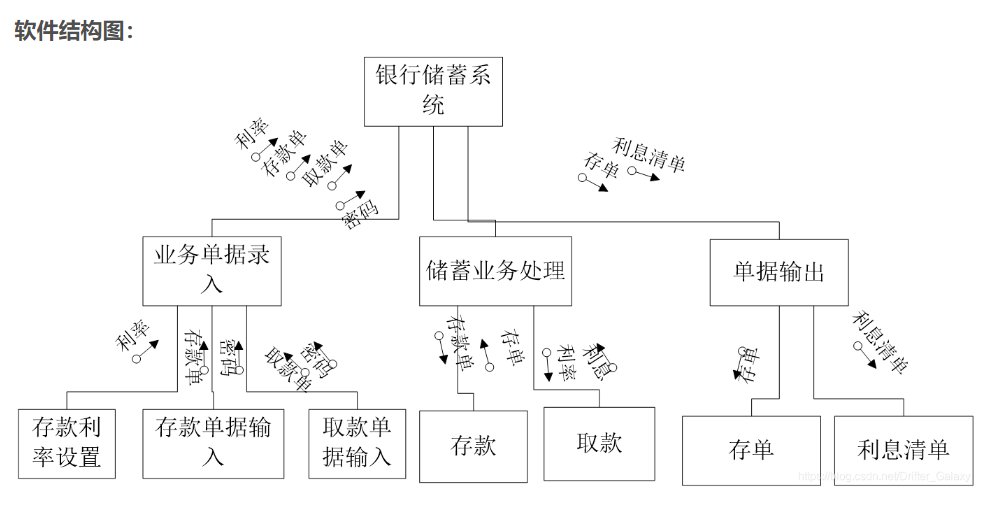 软件结构图：
银行储蓄系
统
利率
存款单
取款单
密码
存单
利息清单
业务单据录
入
储蓄业务处理
单据输出
利率
存款单
密码
取款单
密码
存款单
存单
利率
利息
存单
利息清单
存款利
率设置
存款单据输
入
取款单
据输入
存款
取款
存单
利息清单
https://blog.csdn.net/Drifter_Galaxy